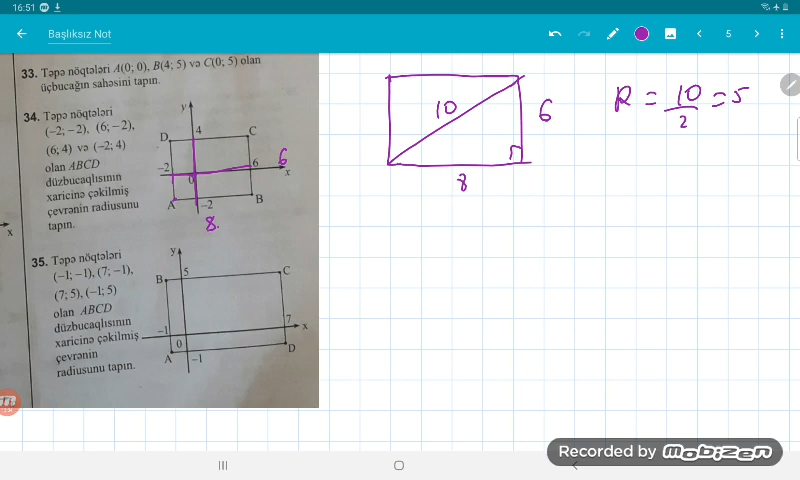 16:51
Başlıksız Not
5
33. Təpə nöqtələri A(0; 0), B(4; 5) və C(0; 5) olan
üçbucağın sahəsini tapın.
34. Təpə nöqtələri
(–2; –2), (6; –2),
(6; 4) və (–2; 4)
olan ABCD
düzbucaqlısının
xaricinə çəkilmiş
çevrənin radiusunu
tapın.
y
D
4
C
–2
0
6
6
x
A
–2
B
8.
x
35. Təpə nöqtələri
(–1; –1), (7; –1),
(7; 5), (–1; 5)
olan ABCD
düzbucaqlısının
xaricinə çəkilmiş
çevrənin
radiusunu tapın.
y
B
5
C
–1
0
7
x
A
–1
D
10
6
8
R = 10/2 = 5
Recorded by mobizen